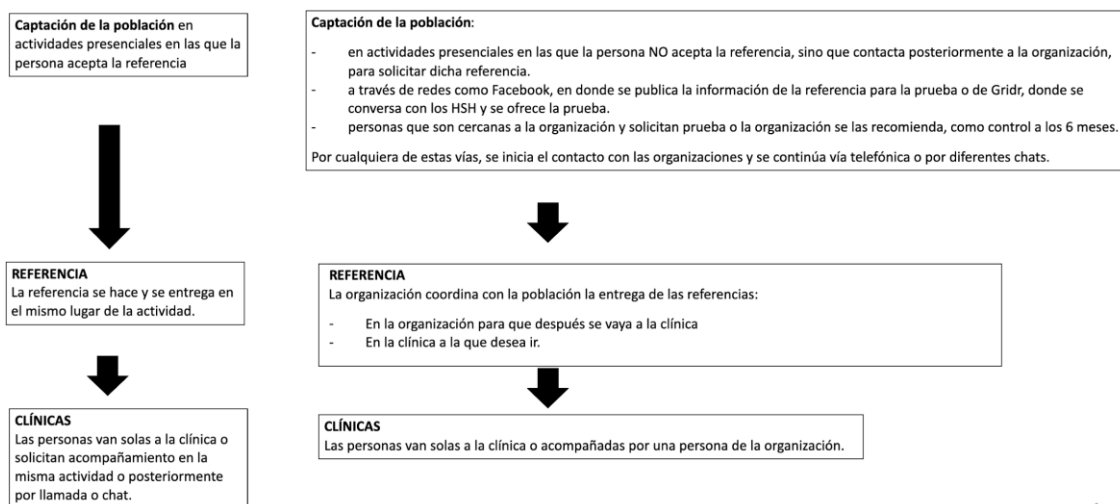 Captación de la población en
actividades presenciales en las que la
persona acepta la referencia
REFERENCIA
La referencia se hace y se entrega en
el mismo lugar de la actividad.
CLÍNICAS
Las personas van solas a la clínica o
solicitan acompañamiento en la
misma actividad o posteriormente
por llamada o chat.
Captación de la población:
- en actividades presenciales en las que la persona NO acepta la referencia, sino que contacta posteriormente a la organización,
para solicitar dicha referencia.
- a través de redes como Facebook, en donde se publica la información de la referencia para la prueba o de Gridr, donde se
conversa con los HSH y se ofrece la prueba.
- personas que son cercanas a la organización y solicitan prueba o la organización se las recomienda, como control a los 6 meses.
Por cualquiera de estas vías, se inicia el contacto con las organizaciones y se continúa vía telefónica o por diferentes chats.
REFERENCIA
La organización coordina con la población la entrega de las referencias:
- En la organización para que después se vaya a la clínica
- En la clínica a la que desea ir.
CLÍNICAS
Las personas van solas a la clínica o acompañadas por una persona de la organización.